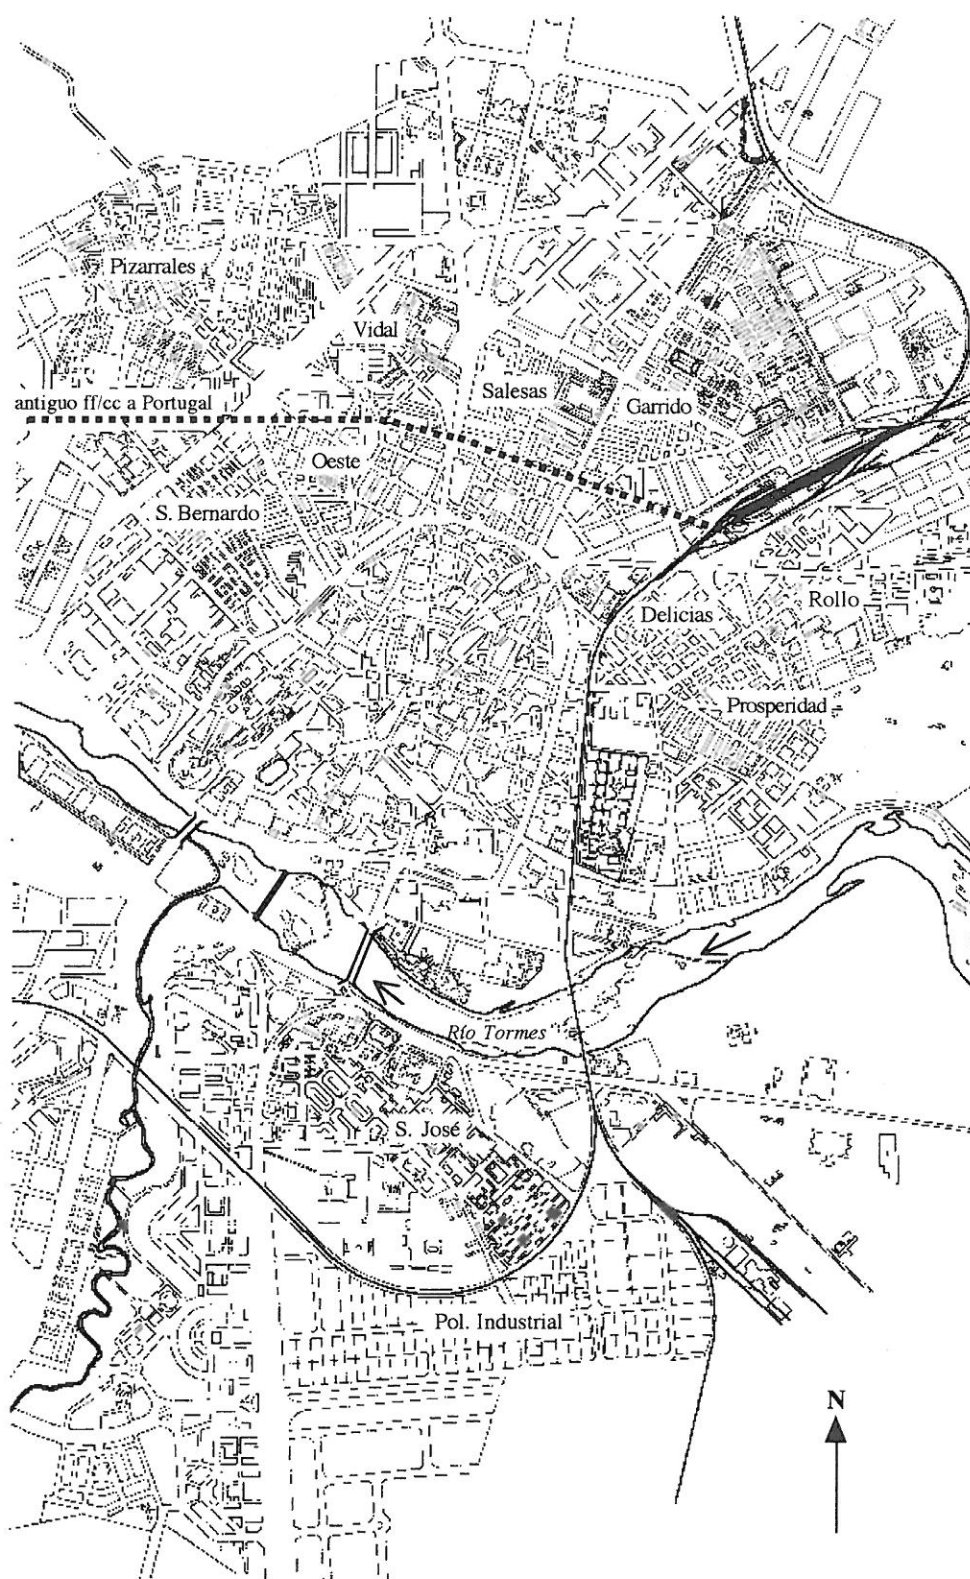 Pizarrales
Vidal
antiguo ff/cc a Portugal
Salesas
Garrido
Oeste
S. Bernardo
Delicias
Rollo
Prosperidad
Río Tormes
S. José
Pol. Industrial
N